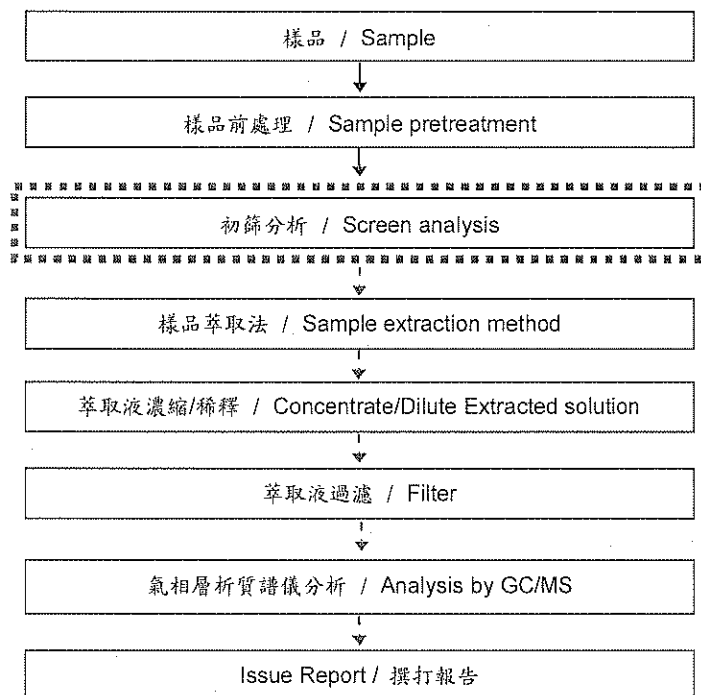 樣品 / Sample
樣品前處理 / Sample pretreatment
初篩分析 / Screen analysis
樣品萃取法 / Sample extraction method
萃取液濃縮/稀釋 / Concentrate/Dilute Extracted solution
萃取液過濾 / Filter
氣相層析質譜儀分析 / Analysis by GC/MS
Issue Report / 撰打報告